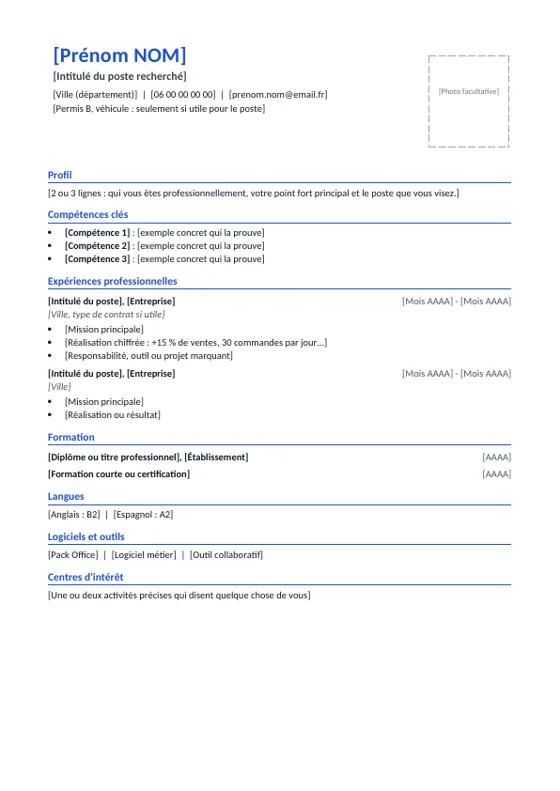 [Prénom NOM]
[Intitulé du poste recherché]
[Ville (département)] | [06 00 00 00 00] | [prenom.nom@email.fr]
[Permis B, véhicule : seulement si utile pour le poste]
[Photo facultative]
Profil
[2 ou 3 lignes : qui vous êtes professionnellement, votre point fort principal et le poste que vous visez.]
Compétences clés
• [Compétence 1] : [exemple concret qui la prouve]
• [Compétence 2] : [exemple concret qui la prouve]
• [Compétence 3] : [exemple concret qui la prouve]
Expériences professionnelles
[Intitulé du poste], [Entreprise] [Mois AAAA] - [Mois AAAA]
[Ville, type de contrat si utile]
• [Mission principale]
• [Réalisation chiffrée : +15 % de ventes, 30 commandes par jour...]
• [Responsabilité, outil ou projet marquant]
[Intitulé du poste], [Entreprise] [Mois AAAA] - [Mois AAAA]
[Ville]
• [Mission principale]
• [Réalisation ou résultat]
Formation
[Diplôme ou titre professionnel], [Établissement] [AAAA]
[Formation courte ou certification] [AAAA]
Langues
[Anglais : B2] | [Espagnol : A2]
Logiciels et outils
[Pack Office] | [Logiciel métier] | [Outil collaboratif]
Centres d'intérêt
[Une ou deux activités précises qui disent quelque chose de vous]